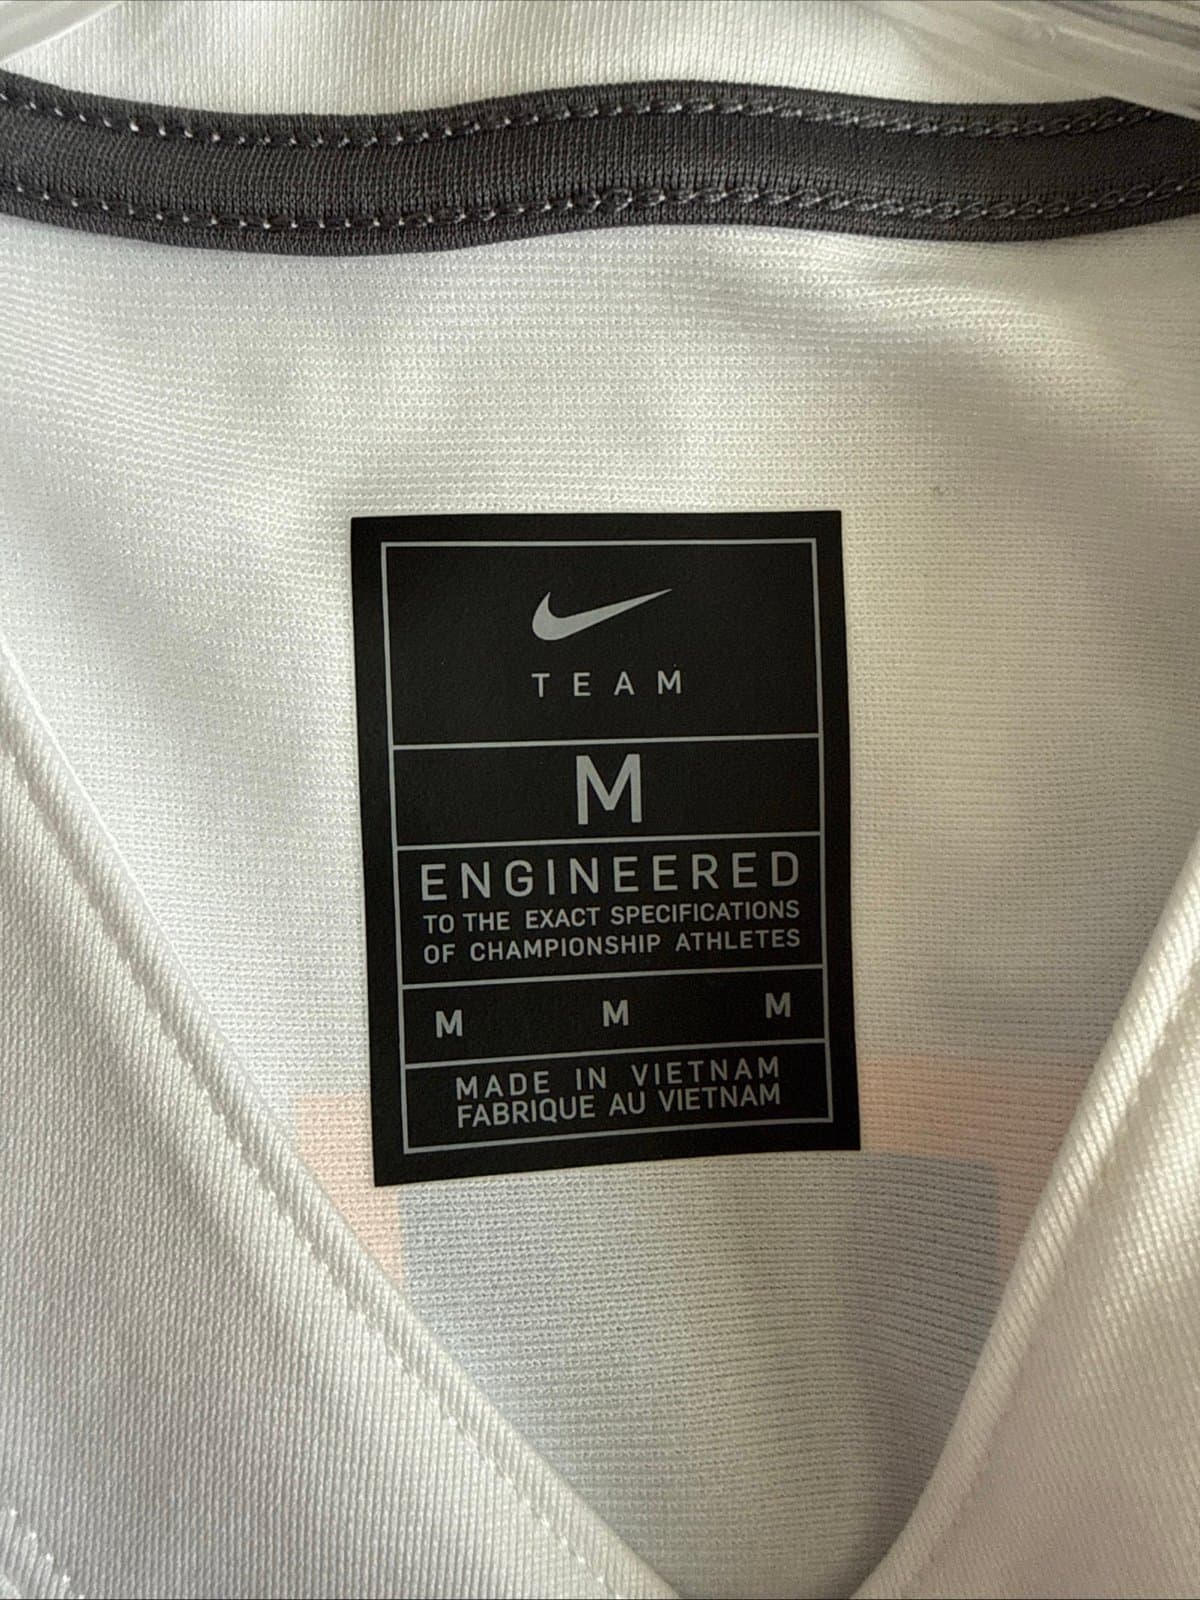 TEAM
M
ENGINEERED
TO THE EXACT SPECIFICATIONS
OF CHAMPIONSHIP ATHLETES
M M M
MADE IN VIETNAM
FABRIQUE AU VIETNAM